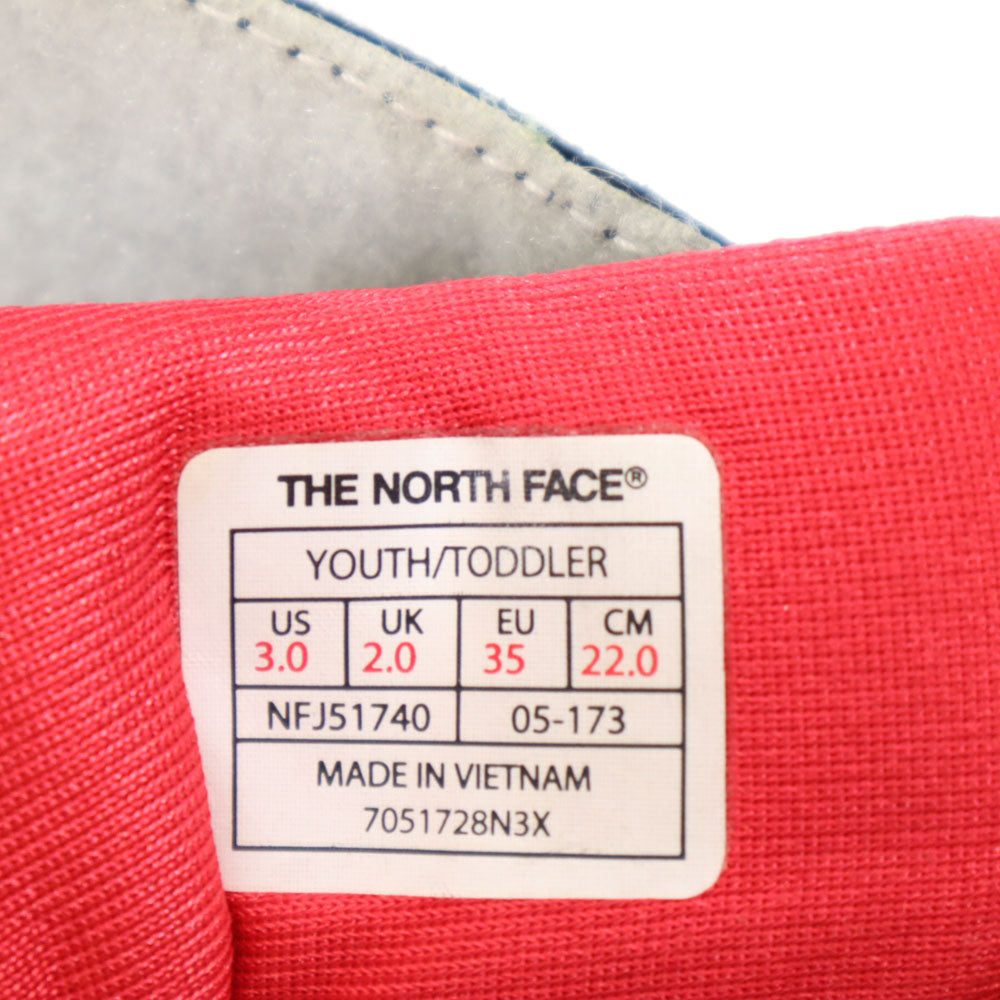 THE NORTH FACE®
YOUTH/TODDLER
US UK EU CM
3.0 2.0 35 22.0
NFJ51740 05-173
MADE IN VIETNAM
7051728N3X